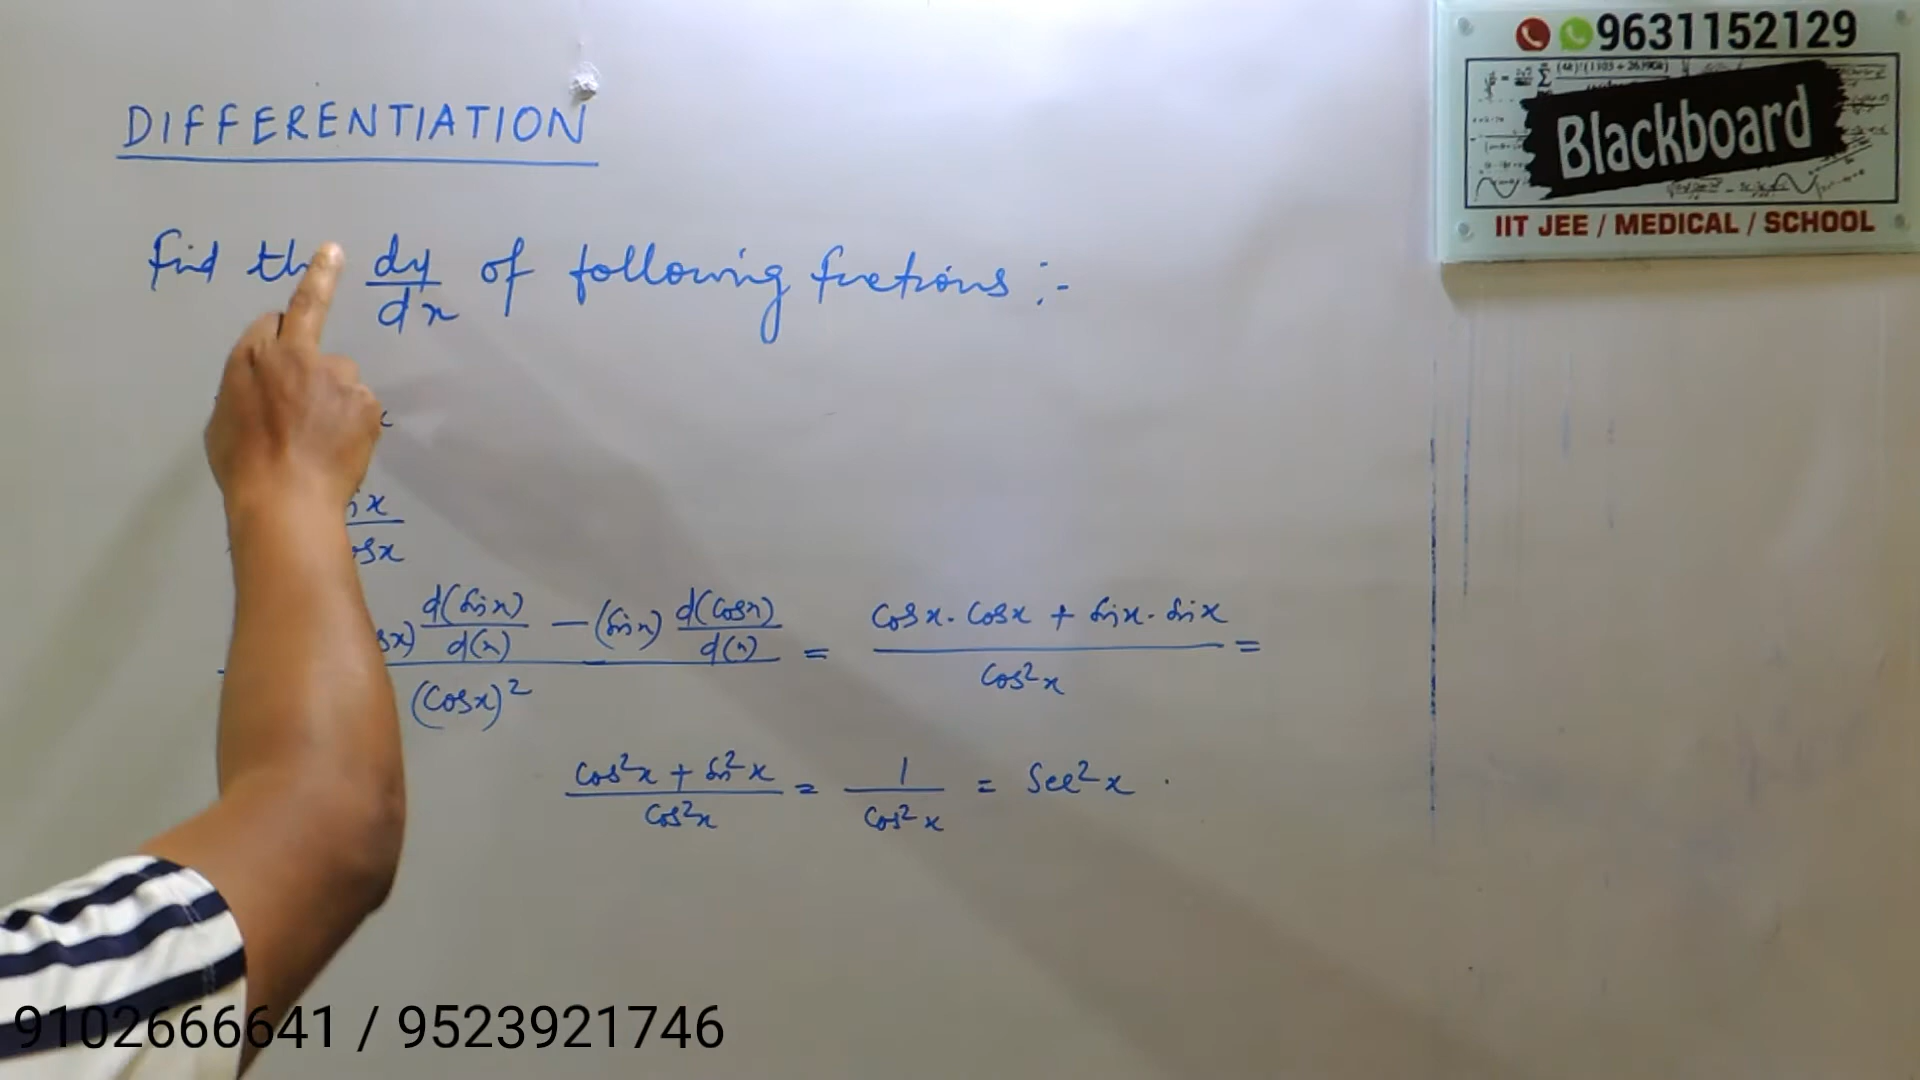 9631152129
Blackboard
IIT JEE / MEDICAL / SCHOOL
DIFFERENTIATION
Find the dy/dx of following functions :-
d(sinx)/d(x) — (sinx) d(cosx)/d(x) / (cosx)² = cosx. cosx + sinx. sinx / cos²x =
cos²x + sin²x / cos²x = 1 / cos²x = Sec²x .
9102666641 / 9523921746